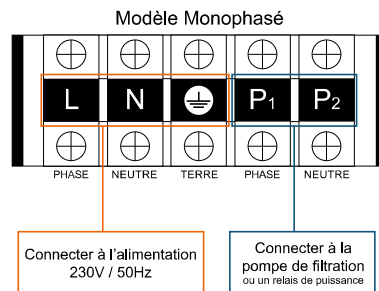 Modèle Monophasé
L N P1 P2
PHASE NEUTRE TERRE PHASE NEUTRE
Connecter à l'alimentation
230V / 50Hz
Connecter à la
pompe de filtration
ou un relais de puissance